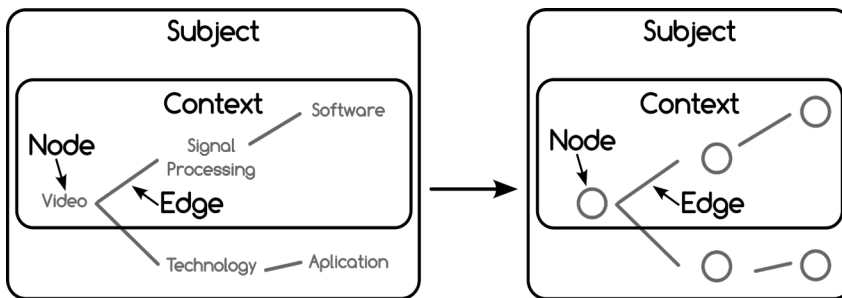 Subject
Context
Software
Node
Signal
Processing
Video
Edge
Technology
Aplication
Subject
Context
Node
Edge